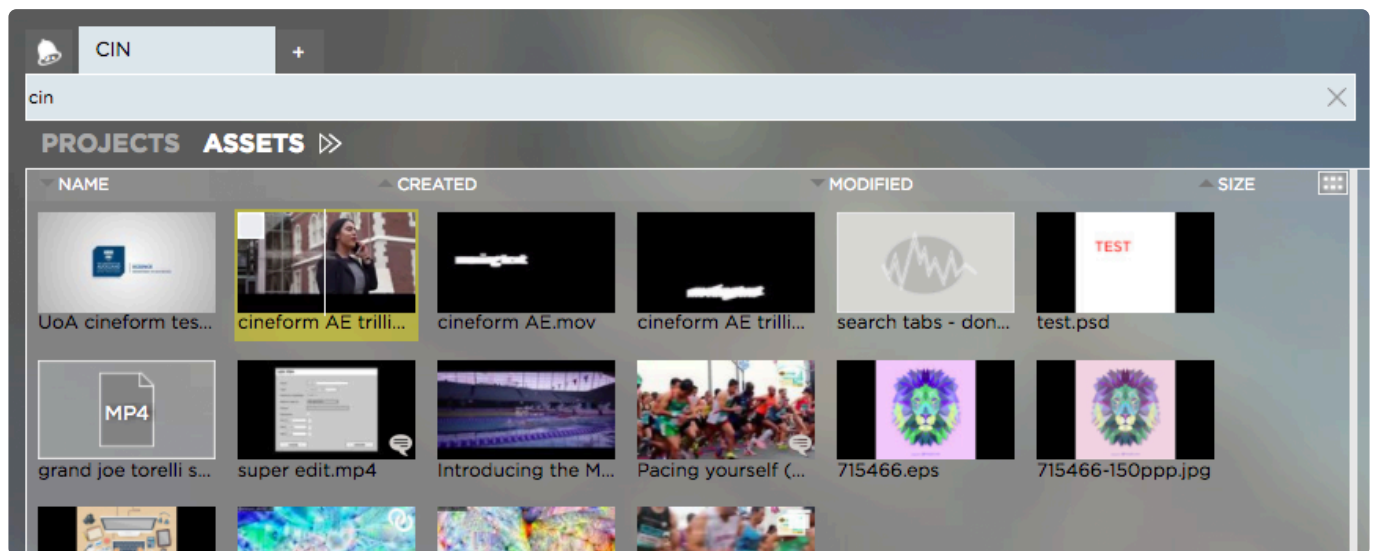 CIN
+
cin
PROJECTS ASSETS
NAME CREATED MODIFIED SIZE
TEST
UoA cineform tes... cineform AE trilli... cineform AE.mov cineform AE trilli... search tabs - don... test.psd
MP4
grand joe torelli s... super edit.mp4 Introducing the M... Pacing yourself (... 715466.eps 715466-150ppp.jpg